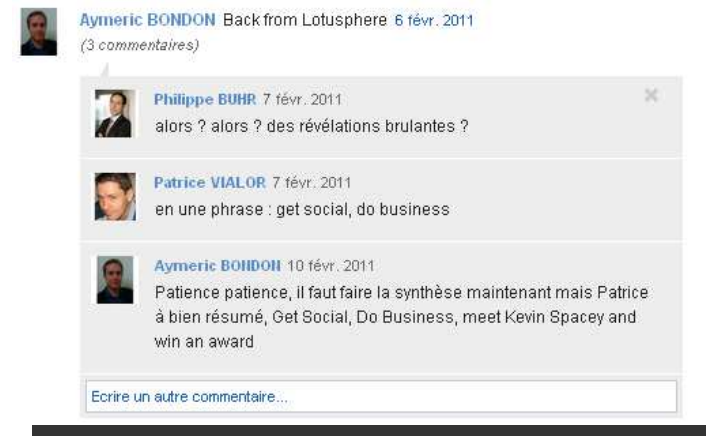 Aymeric BONDON Back from Lotusphere 6 févr. 2011
(3 commentaires)
Philippe BUHR 7 févr. 2011
alors ? alors ? des révélations brulantes ?
Patrice VIALOR 7 févr. 2011
en une phrase : get social, do business
Aymeric BONDON 10 févr. 2011
Patience patience, il faut faire la synthèse maintenant mais Patrice
à bien résumé, Get Social, Do Business, meet Kevin Spacey and
win an award
Ecrire un autre commentaire...